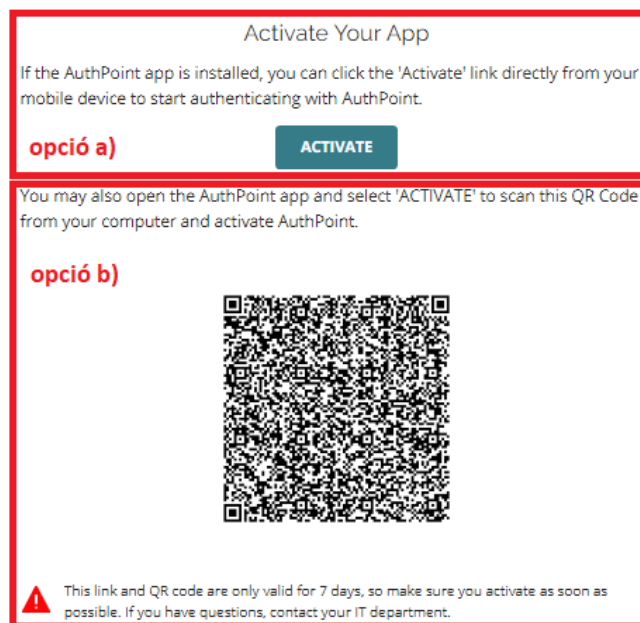 Activate Your App
If the AuthPoint app is installed, you can click the 'Activate' link directly from your
mobile device to start authenticating with AuthPoint.
opció a)
ACTIVATE
You may also open the AuthPoint app and select 'ACTIVATE' to scan this QR Code
from your computer and activate AuthPoint.
opció b)
This link and QR code are only valid for 7 days, so make sure you activate as soon as
possible. If you have questions, contact your IT department.